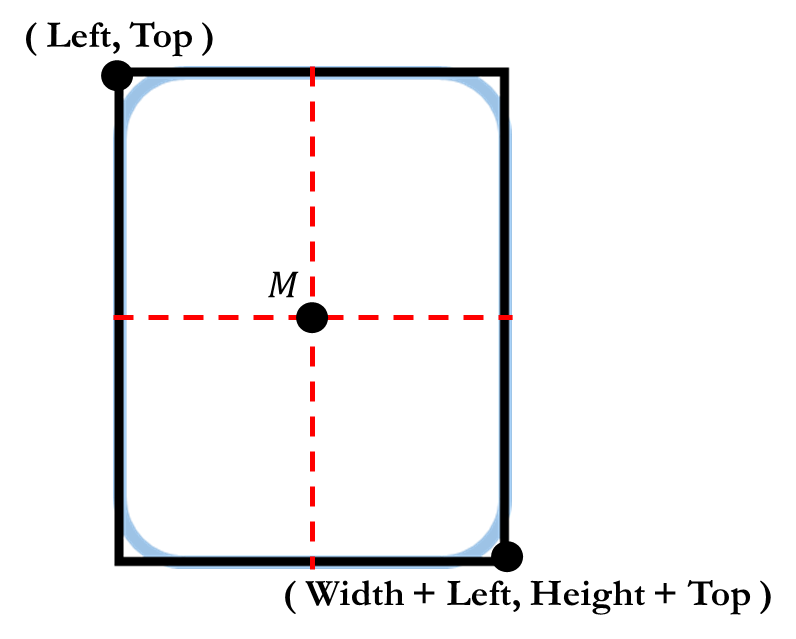 ( Left, Top )
M
( Width + Left, Height + Top )